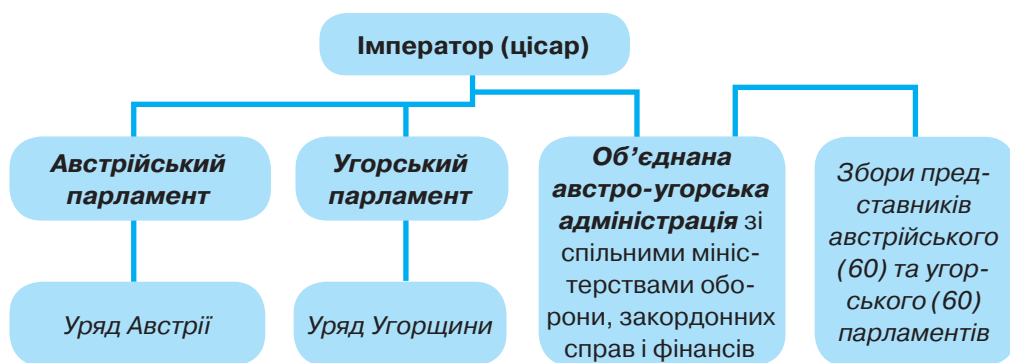 Імператор (цісар)
Австрійський
парламент
Угорський
парламент
Об’єднана
австро-угорська
адміністрація зі
спільними мініс-
терствами обо-
рони, закордонних
справ і фінансів
Збори пред-
ставників
австрійського
(60) та угор-
ського (60)
парламентів
Уряд Австрії
Уряд Угорщини